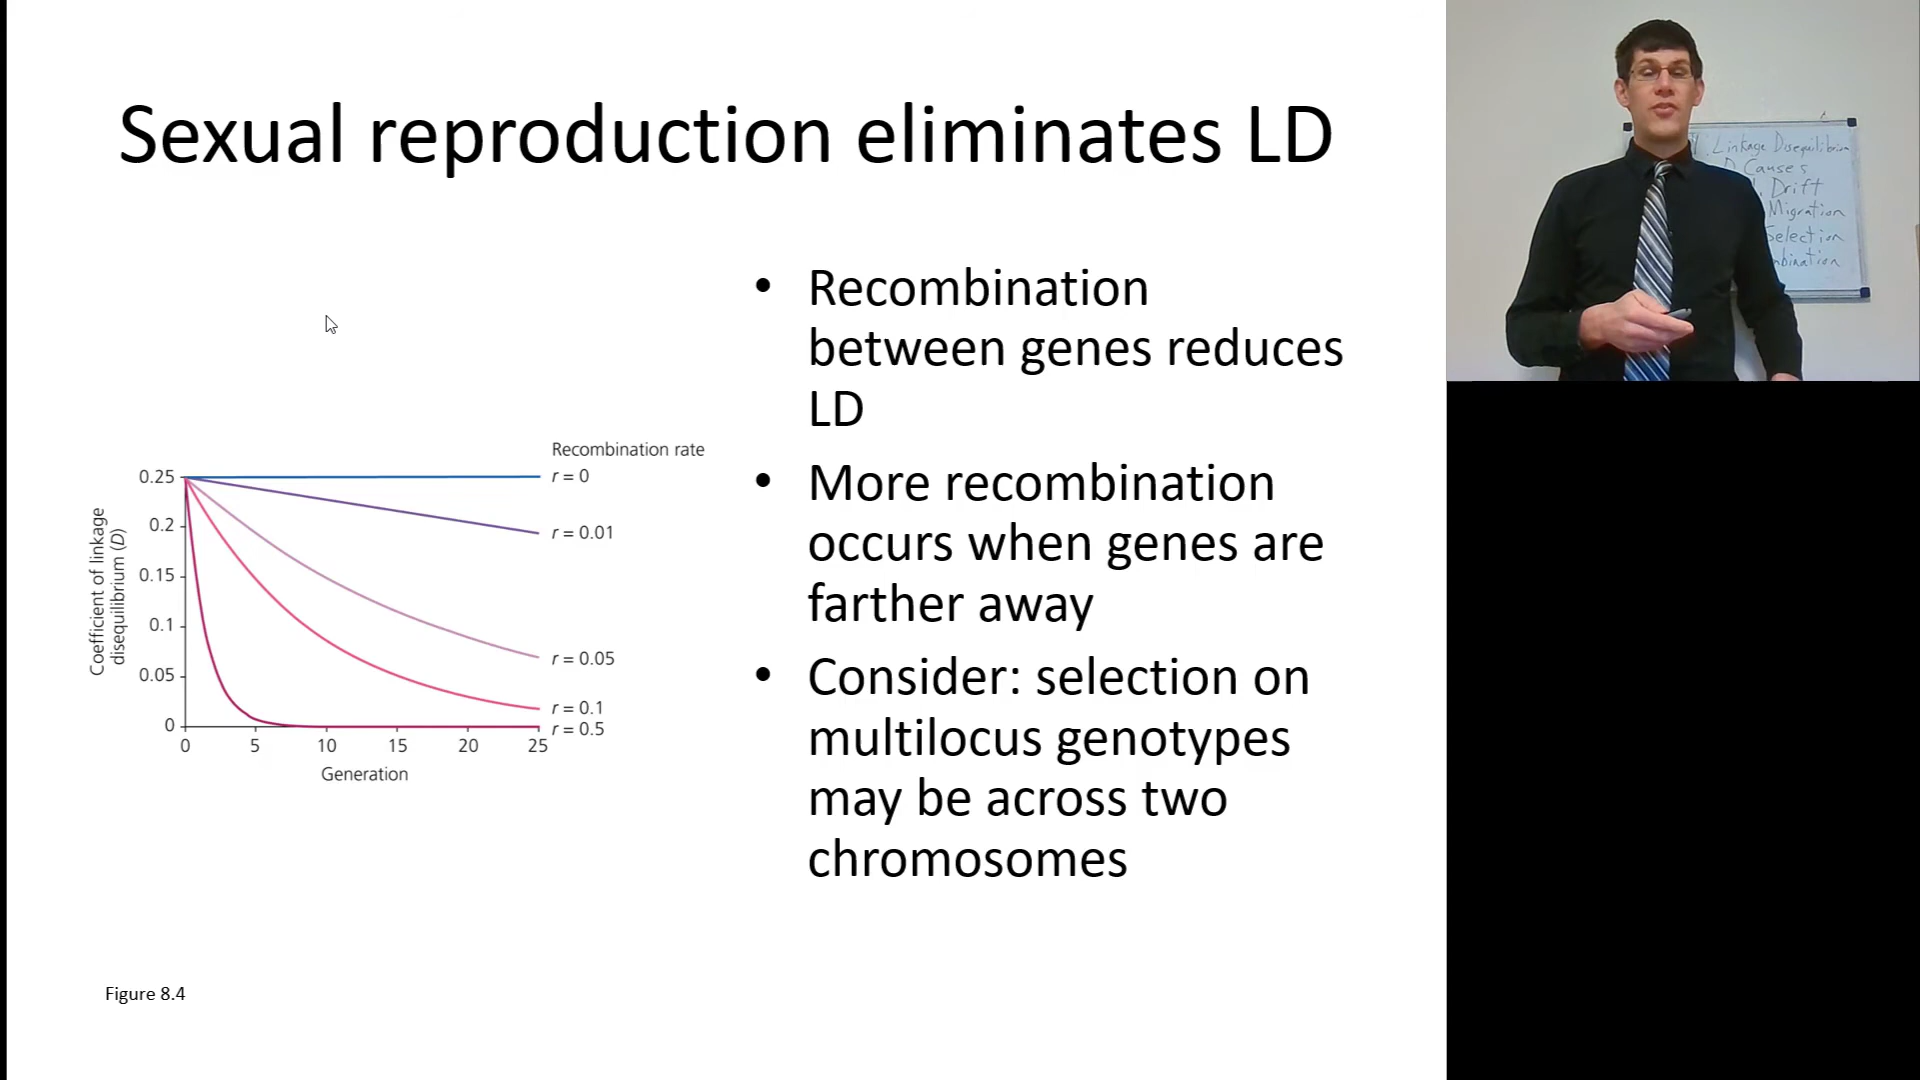 Sexual reproduction eliminates LD
• Recombination
between genes reduces
LD
• More recombination
occurs when genes are
farther away
• Consider: selection on
multilocus genotypes
may be across two
chromosomes
Recombination rate
0.25
0.2
0.15
0.1
0.05
0
Coefficient of linkage
disequilibrium (D)
r = 0
r = 0.01
r = 0.05
r = 0.1
r = 0.5
0 5 10 15 20 25
Generation
Figure 8.4
Linkage Disequilibrium
Causes
Drift
Migration
Selection